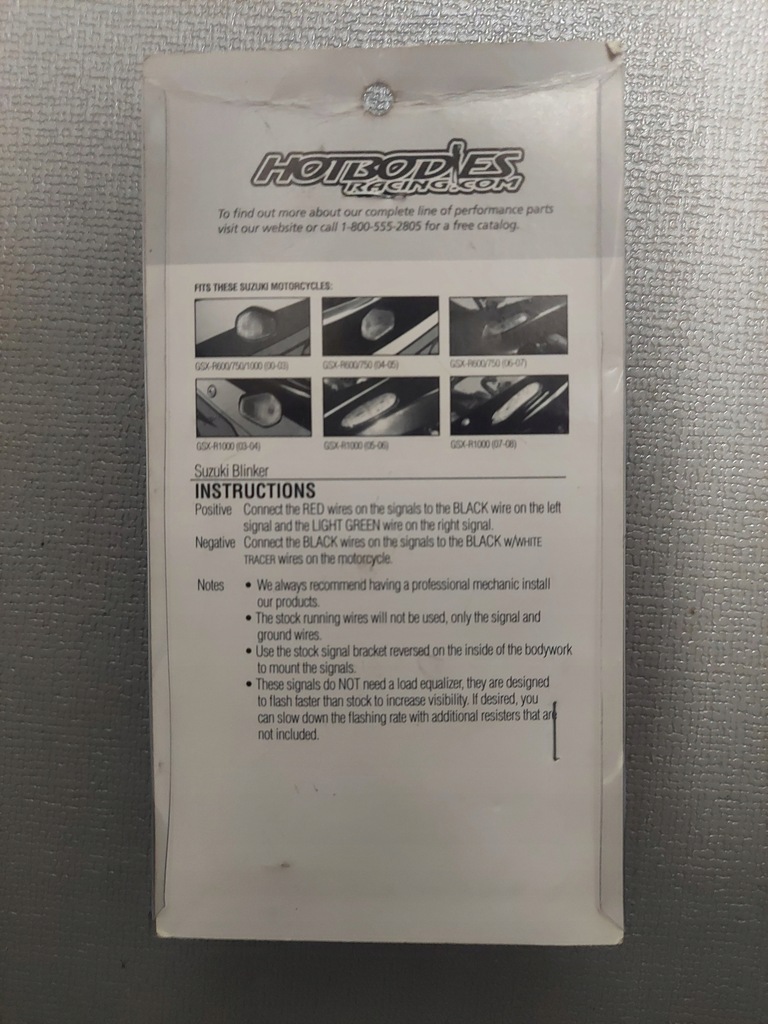 HOTBODIES
RACING.COM
To find out more about our complete line of performance parts
visit our website or call 1-800-555-2805 for a free catalog.
FITS THESE SUZUKI MOTORCYCLES:
GSX-R600/750/1000 (00-03) GSX-R600/750 (04-05) GSX-R600/750 (06-07)
GSX-R1000 (03-04) GSX-R1000 (05-06) GSX-R1000 (07-08)
Suzuki Blinker
INSTRUCTIONS
Positive Connect the RED wires on the signals to the BLACK wire on the left
signal and the LIGHT GREEN wire on the right signal.
Negative Connect the BLACK wires on the signals to the BLACK W/WHITE
TRACER wires on the motorcycle.
Notes • We always recommend having a professional mechanic install
our products.
• The stock running wires will not be used, only the signal and
ground wires.
• Use the stock signal bracket reversed on the inside of the bodywork
to mount the signals.
• These signals do NOT need a load equalizer, they are designed
to flash faster than stock to increase visibility. If desired, you
can slow down the flashing rate with additional resisters that are
not included.